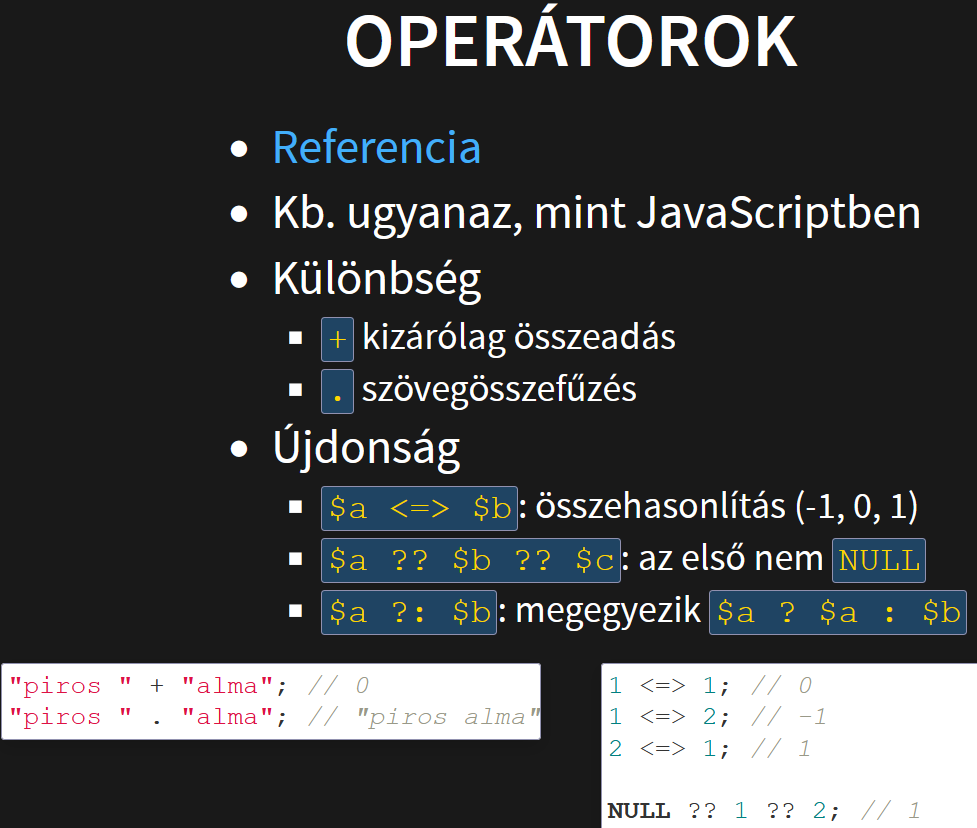 OPERÁTOROK
Referencia
Kb. ugyanaz, mint JavaScriptben
Különbség
+ kizárólag összeadás
. szövegösszefűzés
Újdonság
$a <=> $b: összehasonlítás (-1, 0, 1)
$a ?? $b ?? $c: az első nem NULL
$a ?: $b: megegyezik $a ? $a : $b
"piros " + "alma"; // 0
"piros " . "alma"; // "piros alma"
1 <=> 1; // 0
1 <=> 2; // -1
2 <=> 1; // 1
NULL ?? 1 ?? 2; // 1